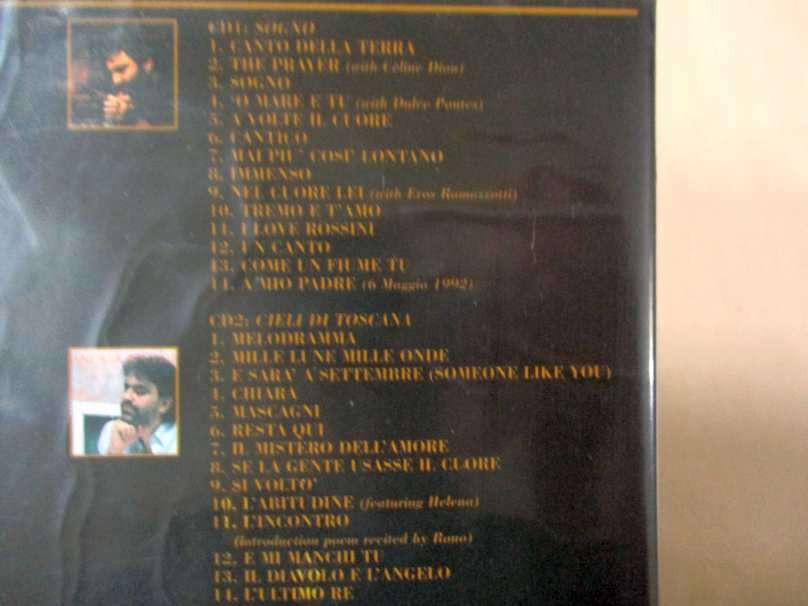 CD1: SOGNO
1. CANTO DELLA TERRA
2. THE PRAYER (with Céline Dion)
3. SOGNO
4. 'O MARE E TU (with Dulce Pontes)
5. A VOLTE IL CUORE
6. CANTICO
7. MAI PIU' COSI' LONTANO
8. IMMENSO
9. NEL CUORE LEI (with Eros Ramazzotti)
10. TREMO E T'AMO
11. I LOVE ROSSINI
12. UN CANTO
13. COME UN FIUME TU
14. A MIO PADRE (6 Maggio 1992)
CD2: CIELI DI TOSCANA
1. MELODRAMMA
2. MILLE LUNE MILLE ONDE
3. E SARA' A SETTEMBRE (SOMEONE LIKE YOU)
4. CHIARA
5. MASCAGNI
6. RESTA QUI
7. IL MISTERO DELL'AMORE
8. SE LA GENTE USASSE IL CUORE
9. SI VOLTO'
10. L'ABITUDINE (featuring Helena)
11. L'INCONTRO
(introduction poem recited by Bono)
12. E MI MANCHI TU
13. IL DIAVOLO E L'ANGELO
14. L'ULTIMO RE